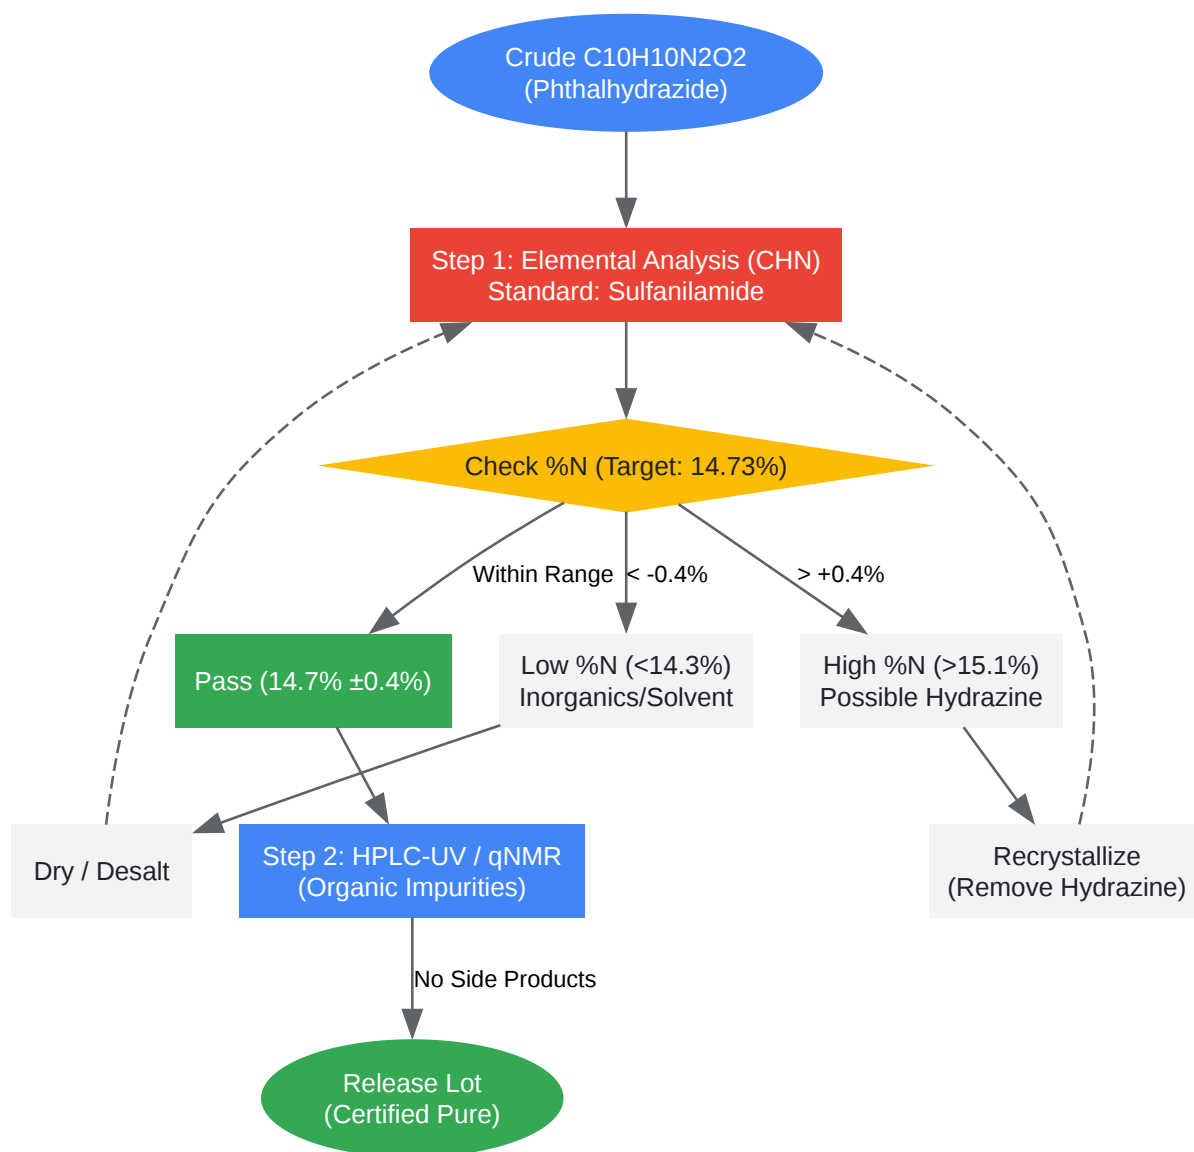 Crude C10H10N2O2
(Phthalhydrazide)
Step 1: Elemental Analysis (CHN)
Standard: Sulfanilamide
Check %N (Target: 14.73%)
Within Range
< -0.4%
> +0.4%
Pass (14.7% ±0.4%)
Low %N (<14.3%)
Inorganics/Solvent
High %N (>15.1%)
Possible Hydrazine
Dry / Desalt
Step 2: HPLC-UV / qNMR
(Organic Impurities)
Recrystallize
(Remove Hydrazine)
No Side Products
Release Lot
(Certified Pure)